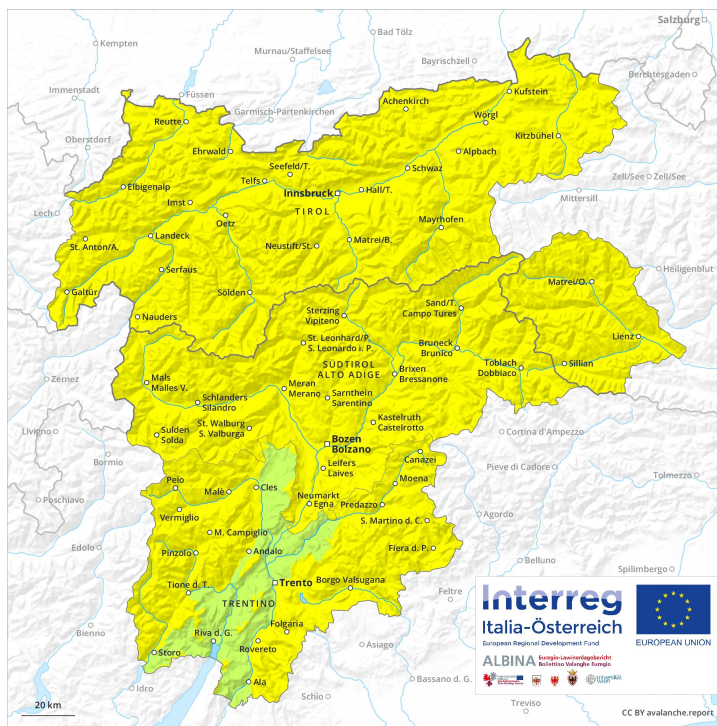 Salzburg
Kempten
Bad Tölz
Murnau/Staffelsee
Bayrischzell
Berchtesgaden
Immenstadt
Füssen
Garmisch-Partenkirchen
Achenkirch
Kufstein
Reutte
Wörgl
Oberstdorf
Ehrwald
Kitzbühel
Seefeld/T.
Alpbach
Telfs
Schwaz
Zell/See
Zell/See
Elbigenalp
Innsbruck
Hall/T.
Mittersill
Lech
Imst
TIROL
Oetz
Mayrhofen
St. Anton/A.
Landeck
Neustift/St.
Matrei/B.
Serfaus
Heiligenblut
Galtür
Sölden
Matrei/O.
Nauders
Sterzing
Vipiteno
Sand/T.
Campo Tures
Lienz
St. Leonhard/P.
S. Leonardo i. P.
Bruneck
Brunico
SÜDTIROL
ALTO ADIGE
Toblach
Dobbiaco
Sillian
Brixen
Bressanone
Mals
Malles V.
Meran
Merano
Zernez
Schlanders
Silandro
Sarnthein
Sarentino
St. Walburg
S. Valburga
Kastelruth
Castelrotto
Livigno
Sulden
Solda
Bozen
Bolzano
Cortina d'Ampezzo
Bormio
Leifers
Laives
Canazei
Pieve di Cadore
Tolmezzo
Poschiavo
Peio
Malè
Cles
Neumarkt
Egna
Moena
Predazzo
Vermiglio
Agordo
S. Martino d. C.
M. Campiglio
Edolo
Pinzolo
Andalo
Fiera d. P.
Belluno
Spilimbergo
Trento
Borgo Valsugana
Tione d. T.
Feltre
TRENTINO
Folgaria
Bienno
Riva d. G.
Rovereto
Asiago
Storo
Ala
Bassano d. G.
Idro
Schio
Treviso
20 km
Interreg
Italia-Österreich
European Regional Development Fund
EUROPEAN UNION
ALBINA
Euregio-Lawinenlagebericht
Bollettino Valanghe Euregio
universität
wien
CC BY avalanche.report